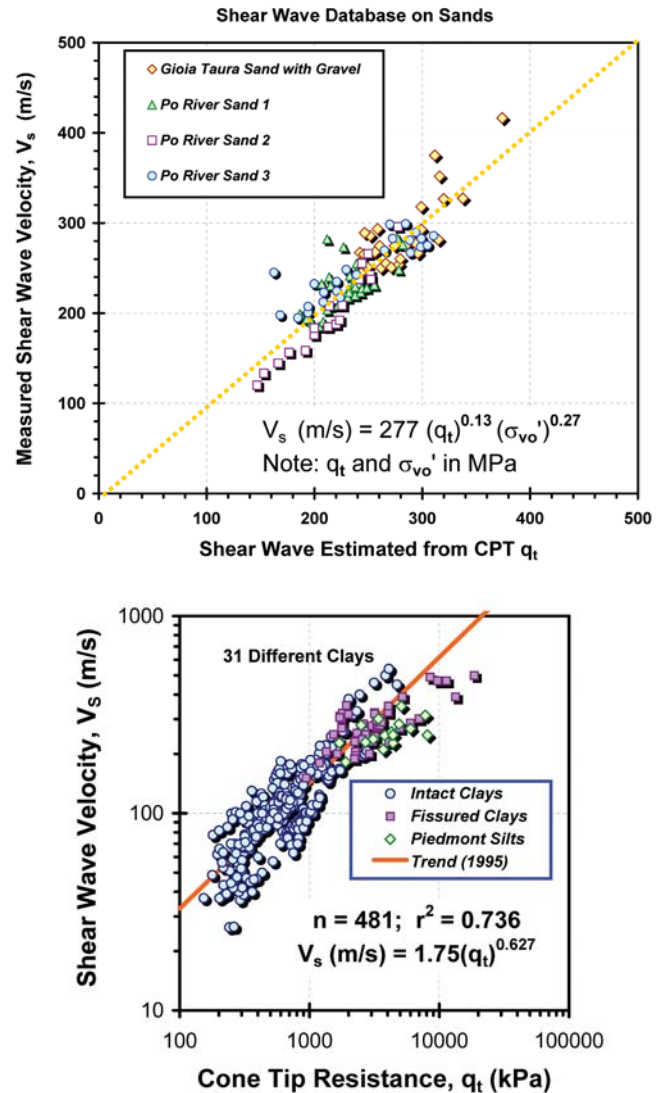 Shear Wave Database on Sands
Measured Shear Wave Velocity, Vs (m/s)
500
400
300
200
100
0
Gioia Taura Sand with Gravel
Po River Sand 1
Po River Sand 2
Po River Sand 3
Vs (m/s) = 277 (qt)^0.13 (σvo')^0.27
Note: qt and σvo' in MPa
0 100 200 300 400 500
Shear Wave Estimated from CPT qt
Shear Wave Velocity, VS (m/s)
1000
100
10
31 Different Clays
Intact Clays
Fissured Clays
Piedmont Silts
Trend (1995)
n = 481; r² = 0.736
Vs (m/s) = 1.75(qt)^0.627
100 1000 10000 100000
Cone Tip Resistance, qt (kPa)